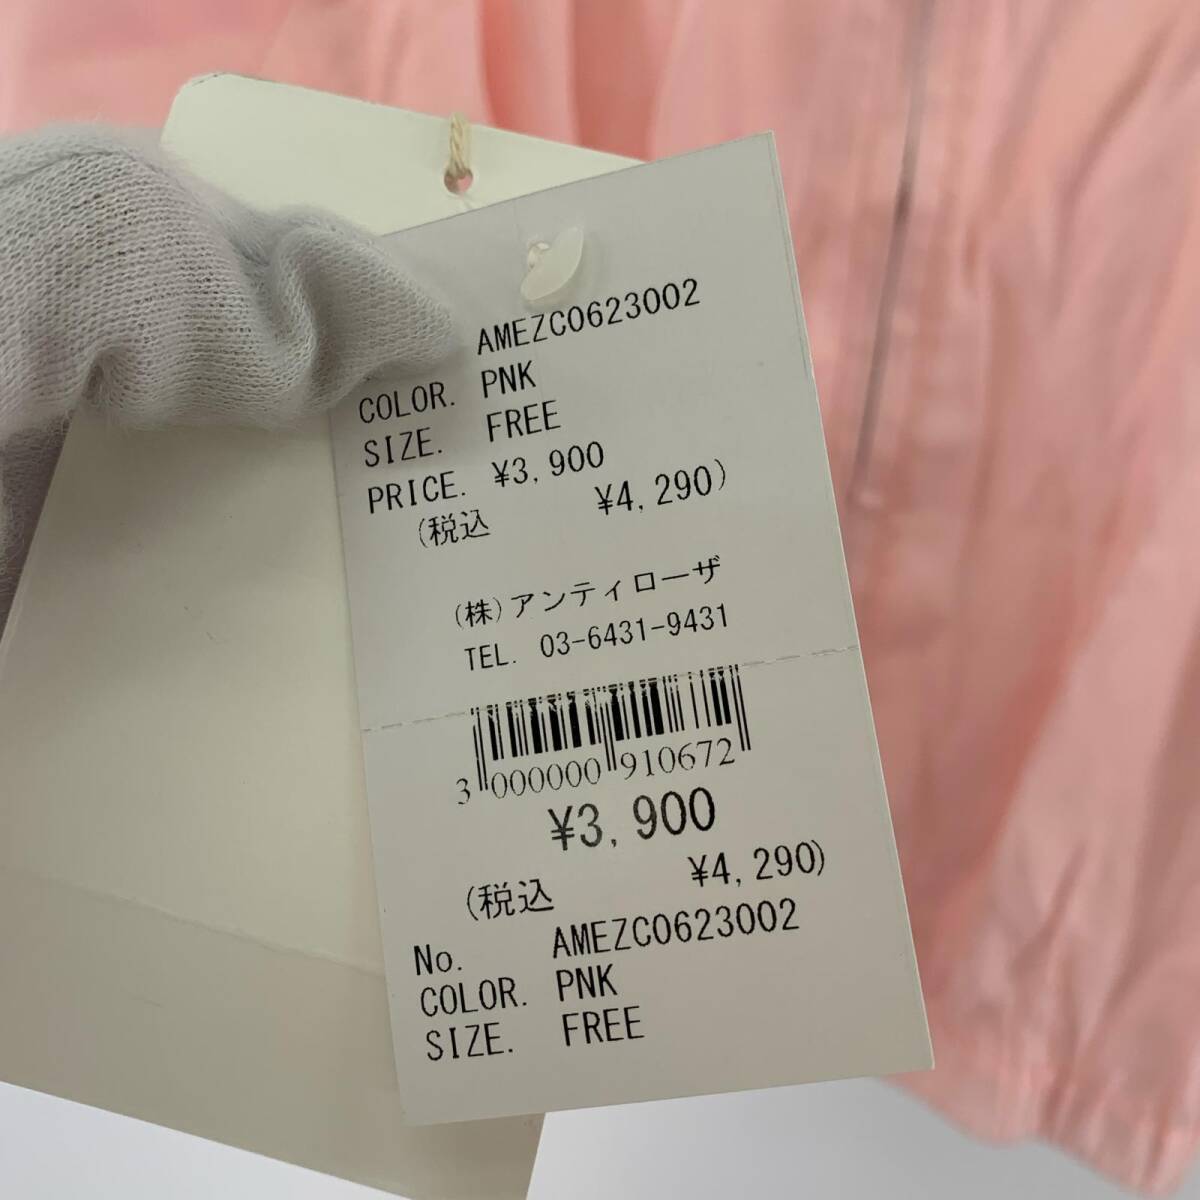 AMEZC0623002
COLOR. PNK
SIZE. FREE
PRICE. ¥3,900
(税込 ¥4,290)
(株)アンティローザ
TEL. 03-6431-9431
3 000000 910672
¥3,900
(税込 ¥4,290)
No. AMEZC0623002
COLOR. PNK
SIZE. FREE